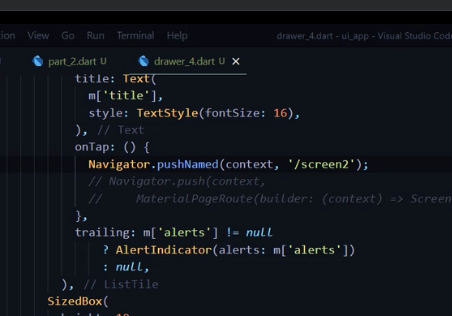 tion View Go Run Terminal Help drawer_4.dart - ui_app - Visual Studio Code
part_2.dart U drawer_4.dart U ×
title: Text(
m['title'],
style: TextStyle(fontSize: 16),
), // Text
onTap: () {
Navigator.pushNamed(context, '/screen2');
// Navigator.push(context,
// MaterialPageRoute(builder: (context) => Screen
},
trailing: m['alerts'] != null
? AlertIndicator(alerts: m['alerts'])
: null,
), // ListTile
SizedBox(